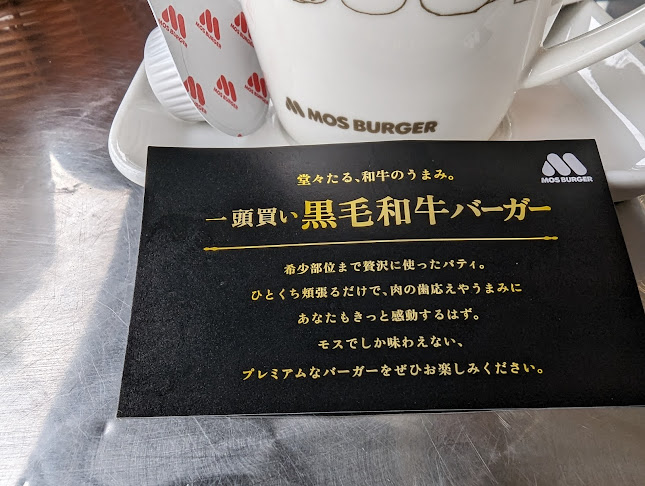 MOS BURGER
MOS BURGER
MOS BURGER
堂々たる、和牛のうまみ。
一頭買い黒毛和牛バーガー
希少部位まで贅沢に使ったパティ。
ひとくち頬張るだけで、肉の歯応えやうまみに
あなたもきっと感動するはず。
モスでしか味わえない、
プレミアムなバーガーをぜひお楽しみください。